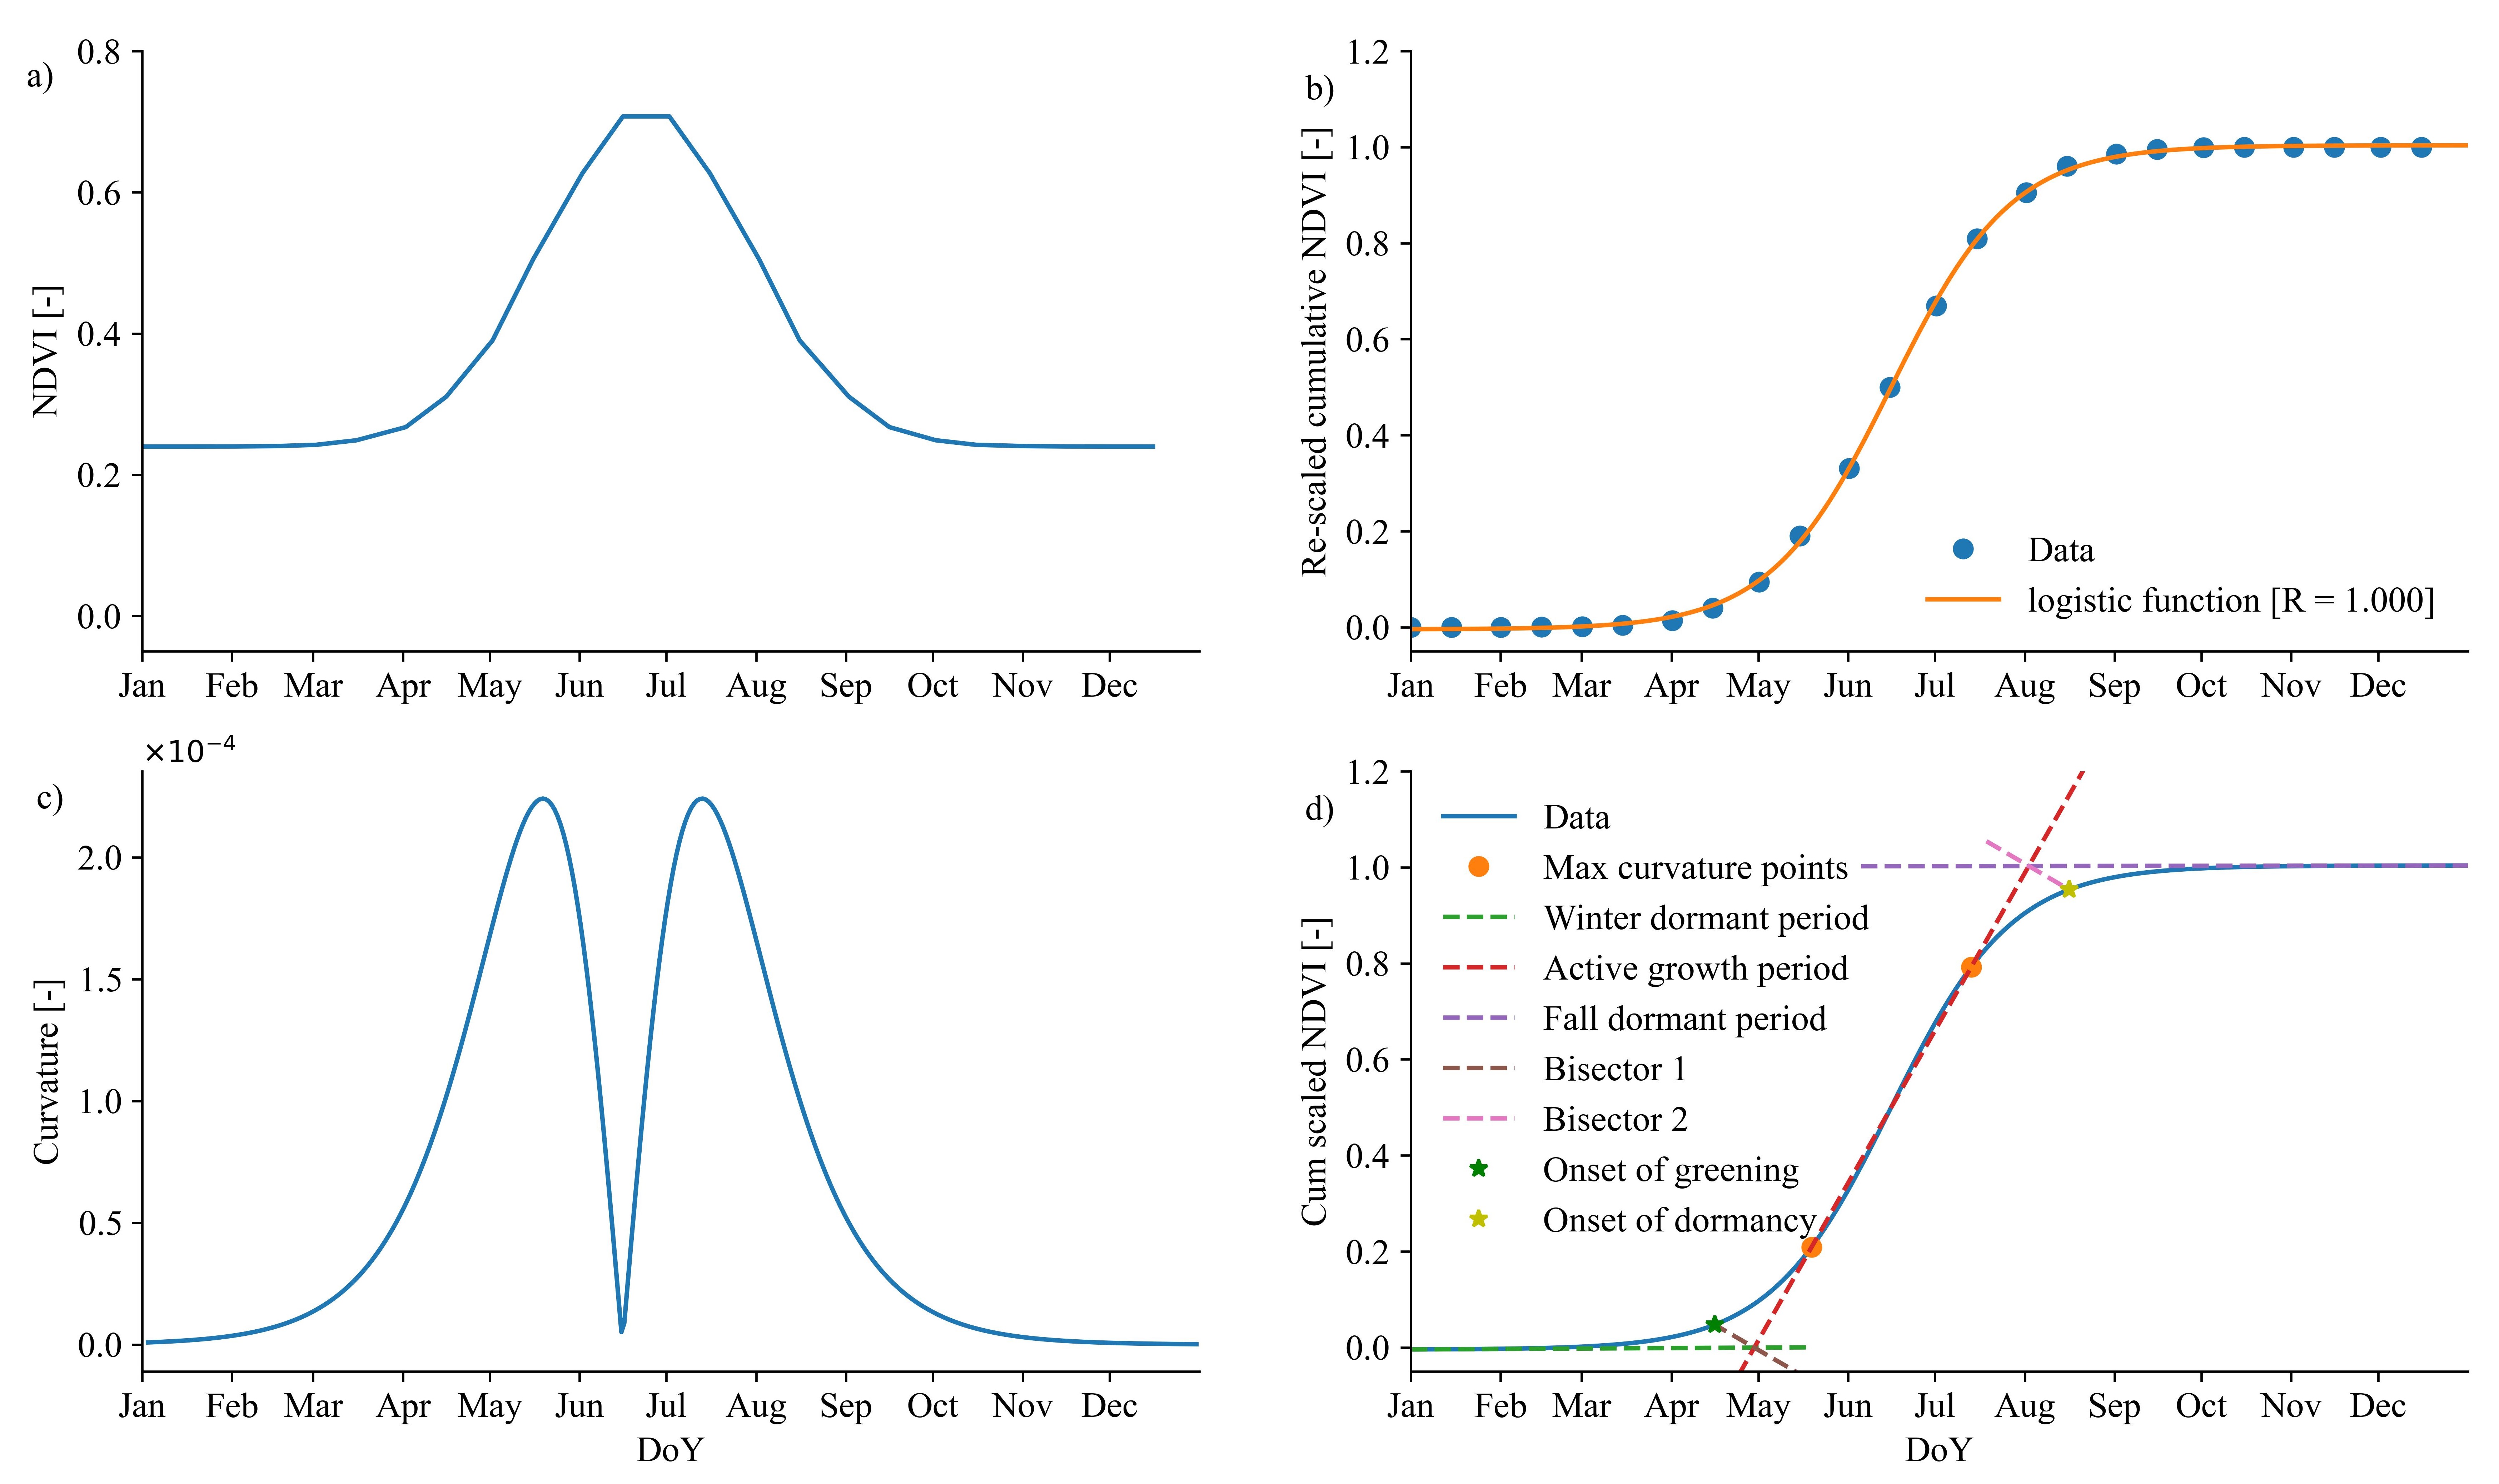 a)
NDVI [-]
0.8
0.6
0.4
0.2
0.0
Jan Feb Mar Apr May Jun Jul Aug Sep Oct Nov Dec
b)
Re-scaled cumulative NDVI [-]
1.2
1.0
0.8
0.6
0.4
0.2
0.0
Data
logistic function [R = 1.000]
Jan Feb Mar Apr May Jun Jul Aug Sep Oct Nov Dec
c)
×10⁻⁴
Curvature [-]
2.0
1.5
1.0
0.5
0.0
Jan Feb Mar Apr May Jun Jul Aug Sep Oct Nov Dec
DoY
d)
Cum scaled NDVI [-]
1.2
1.0
0.8
0.6
0.4
0.2
0.0
Data
Max curvature points
Winter dormant period
Active growth period
Fall dormant period
Bisector 1
Bisector 2
Onset of greening
Onset of dormancy
Jan Feb Mar Apr May Jun Jul Aug Sep Oct Nov Dec
DoY